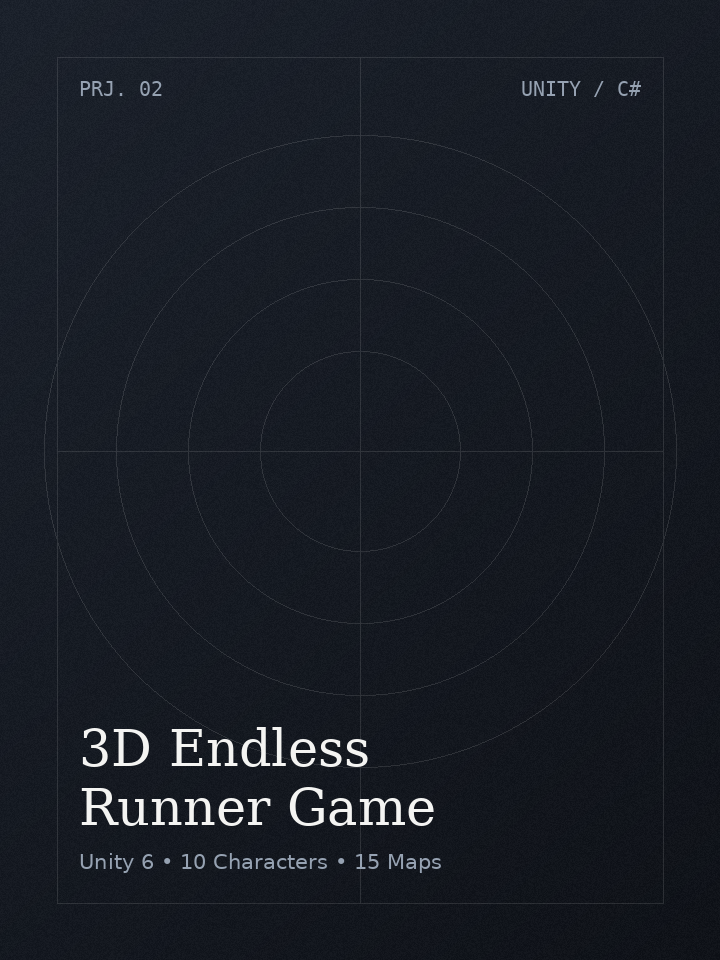 PRJ. 02
UNITY / C#
3D Endless
Runner Game
Unity 6 • 10 Characters • 15 Maps